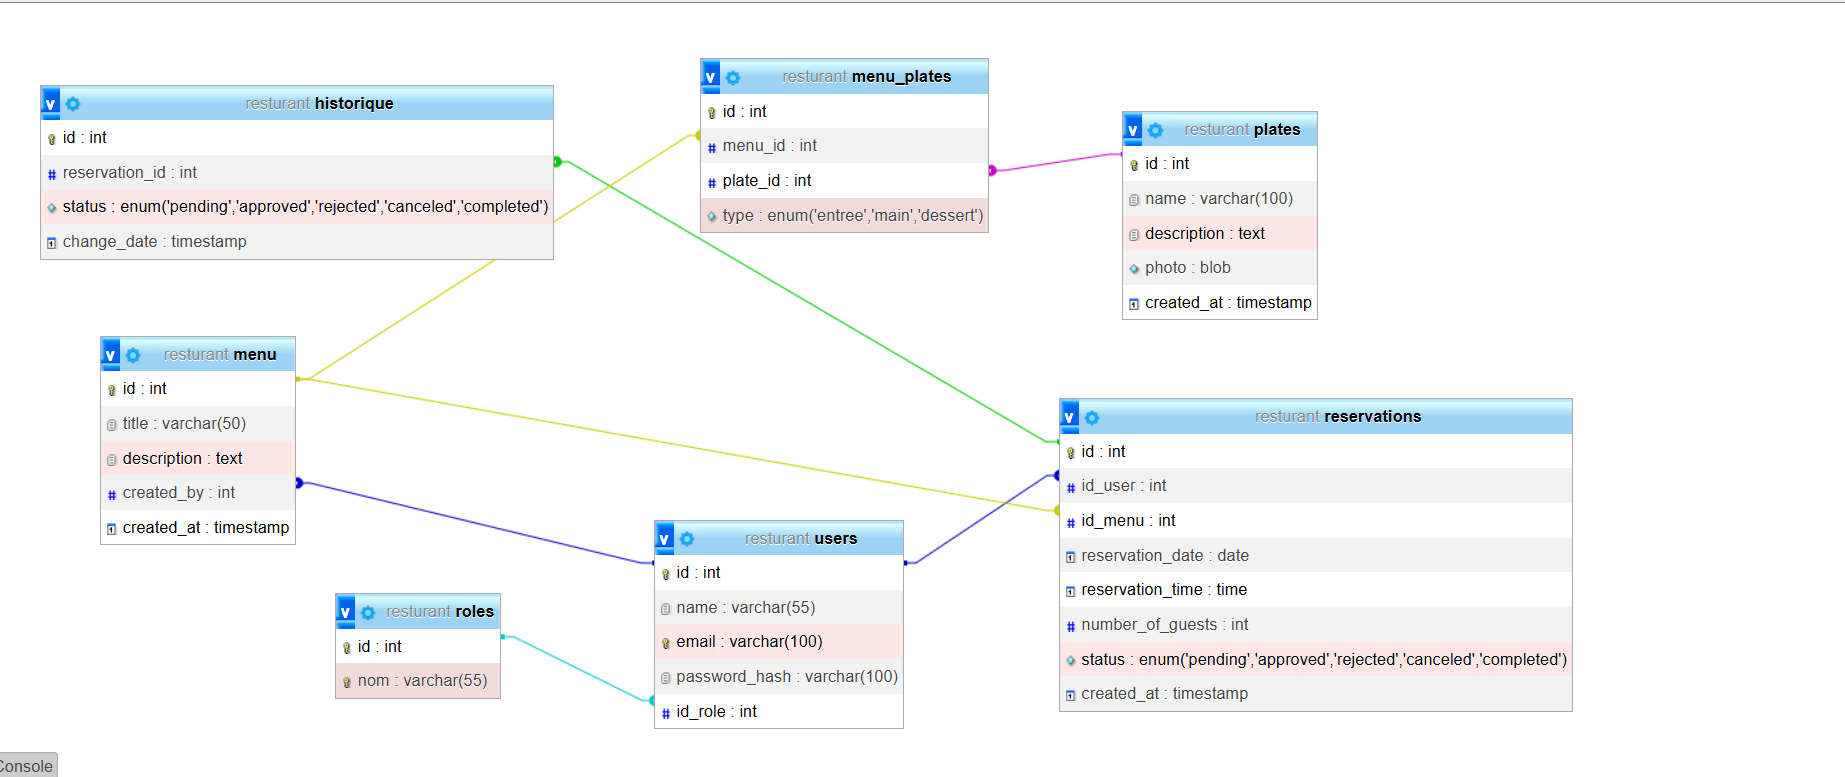 resturant historique
id : int
reservation_id : int
status : enum('pending','approved','rejected','canceled','completed')
change_date : timestamp
resturant menu_plates
id : int
menu_id : int
plate_id : int
type : enum('entree','main','dessert')
resturant plates
id : int
name : varchar(100)
description : text
photo : blob
created_at : timestamp
resturant menu
id : int
title : varchar(50)
description : text
created_by : int
created_at : timestamp
resturant roles
id : int
nom : varchar(55)
resturant users
id : int
name : varchar(55)
email : varchar(100)
password_hash : varchar(100)
id_role : int
resturant reservations
id : int
id_user : int
id_menu : int
reservation_date : date
reservation_time : time
number_of_guests : int
status : enum('pending','approved','rejected','canceled','completed')
created_at : timestamp
Console